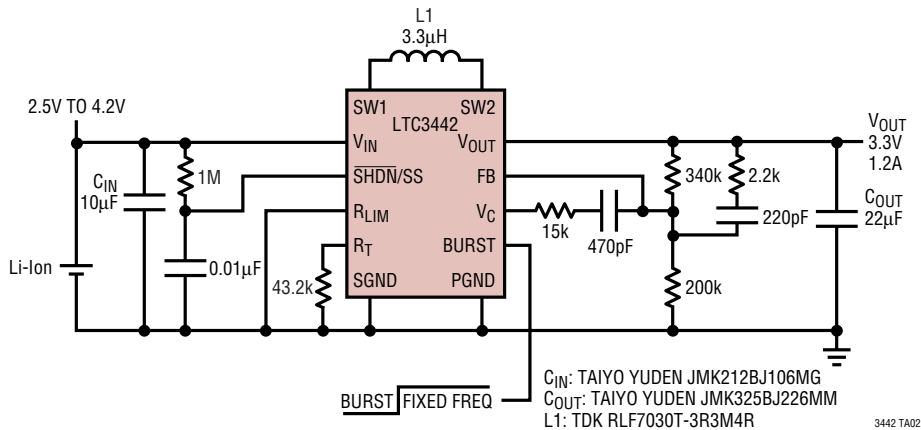 L1
3.3µH
2.5V TO 4.2V
SW1 SW2
LTC3442
VIN VOUT
VOUT
3.3V
1.2A
1M
340k 2.2k
SHDN/SS FB
CIN
10µF
COUT
22µF
RLIM VC
15k 470pF 220pF
Li-Ion
0.01µF
RT BURST
43.2k
SGND PGND
200k
BURST FIXED FREQ
CIN: TAIYO YUDEN JMK212BJ106MG
COUT: TAIYO YUDEN JMK325BJ226MM
L1: TDK RLF7030T-3R3M4R
3442 TA02